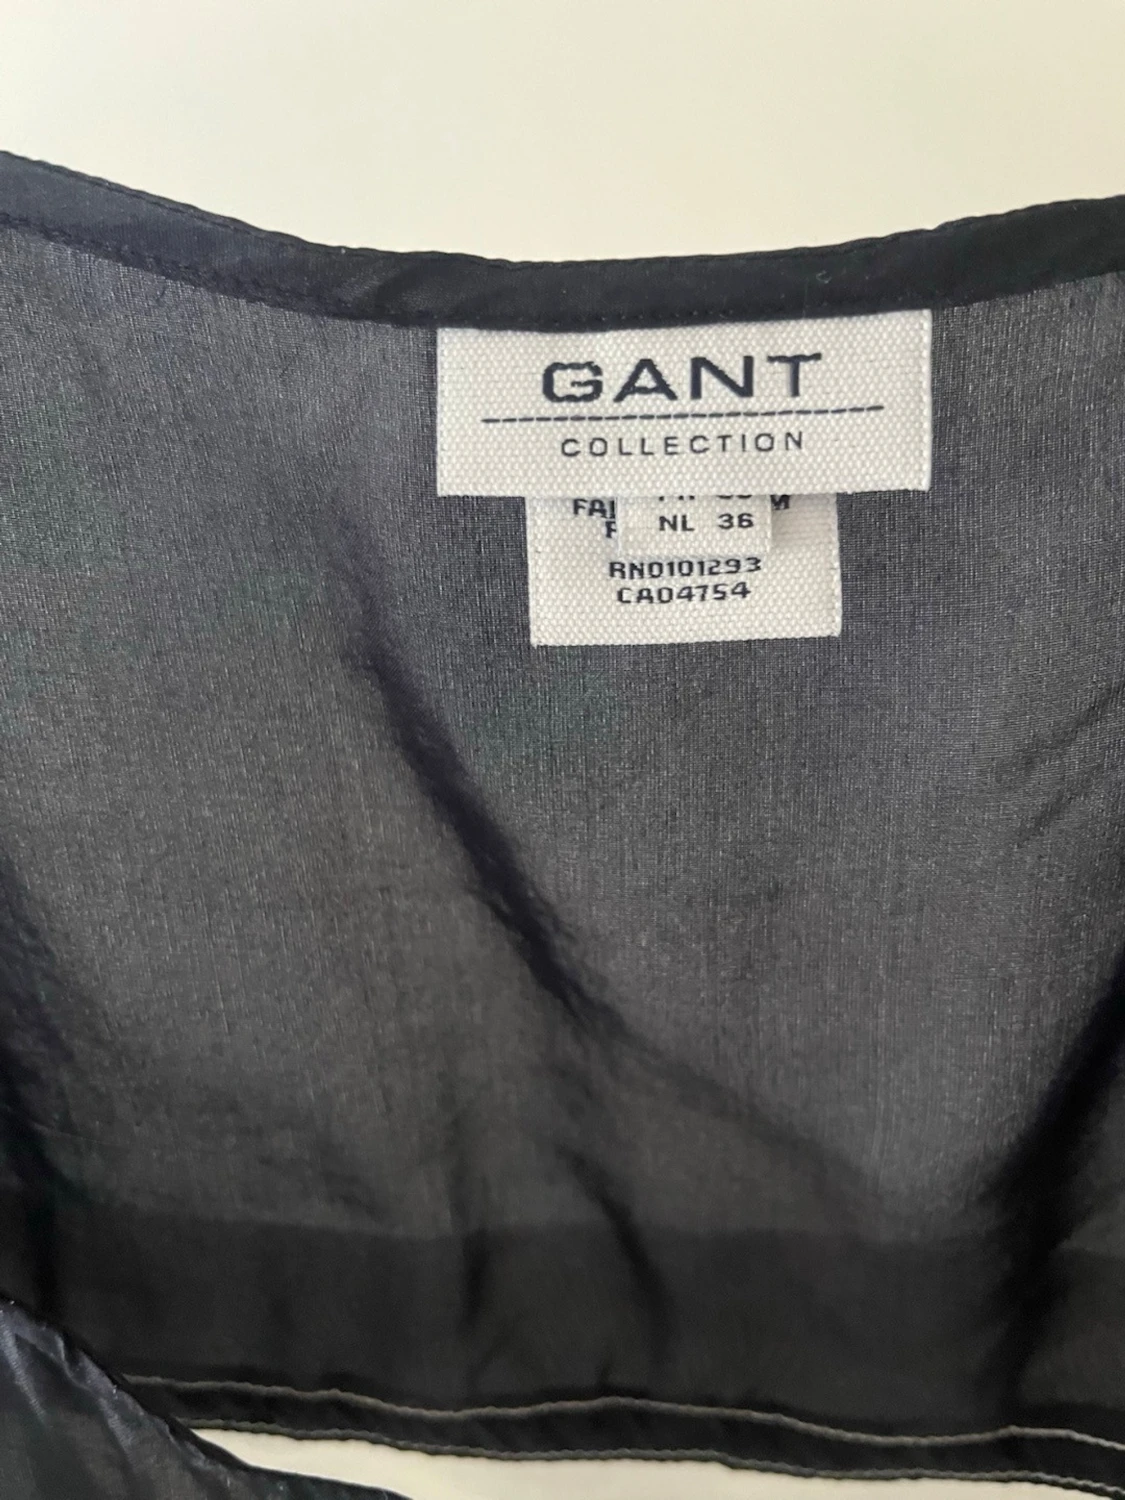 GANT
COLLECTION
NL 36
RN0101293
CA04754